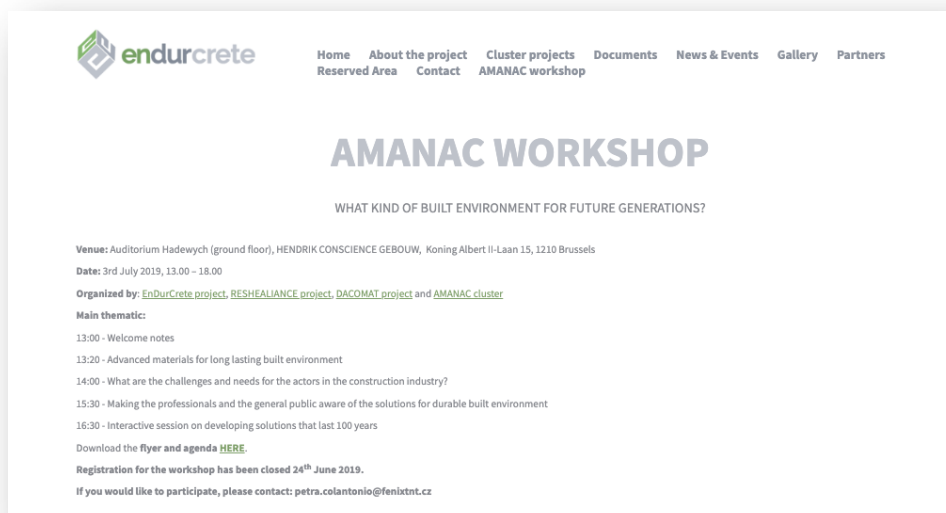 endurcrete
Home About the project Cluster projects Documents News & Events Gallery Partners
Reserved Area Contact AMANAC workshop
AMANAC WORKSHOP
WHAT KIND OF BUILT ENVIRONMENT FOR FUTURE GENERATIONS?
Venue: Auditorium Hadewych (ground floor), HENDRIK CONSCIENCE GEBOUW, Koning Albert II-Laan 15, 1210 Brussels
Date: 3rd July 2019, 13.00 – 18.00
Organized by: EnDurCrete project, RESHEALIANCE project, DACOMAT project and AMANAC cluster
Main thematic:
13:00 - Welcome notes
13:20 - Advanced materials for long lasting built environment
14:00 - What are the challenges and needs for the actors in the construction industry?
15:30 - Making the professionals and the general public aware of the solutions for durable built environment
16:30 - Interactive session on developing solutions that last 100 years
Download the flyer and agenda HERE.
Registration for the workshop has been closed 24th June 2019.
If you would like to participate, please contact: petra.colantonio@fenixtnt.cz